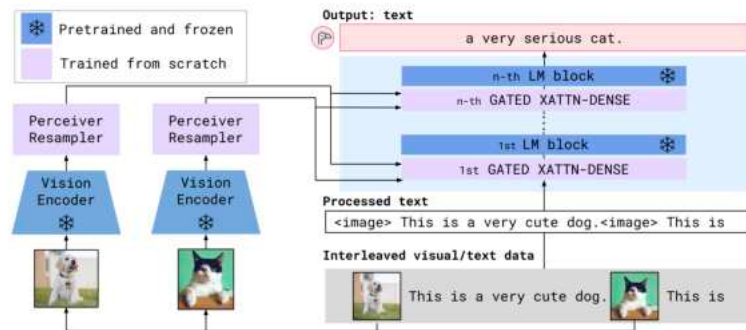 Pretrained and frozen
Trained from scratch
Perceiver
Resampler
Perceiver
Resampler
Vision
Encoder
Vision
Encoder
Output: text
a very serious cat.
n-th LM block
n-th GATED XATTN-DENSE
1st LM block
1st GATED XATTN-DENSE
Processed text
<image> This is a very cute dog.<image> This is
Interleaved visual/text data
This is a very cute dog.
This is